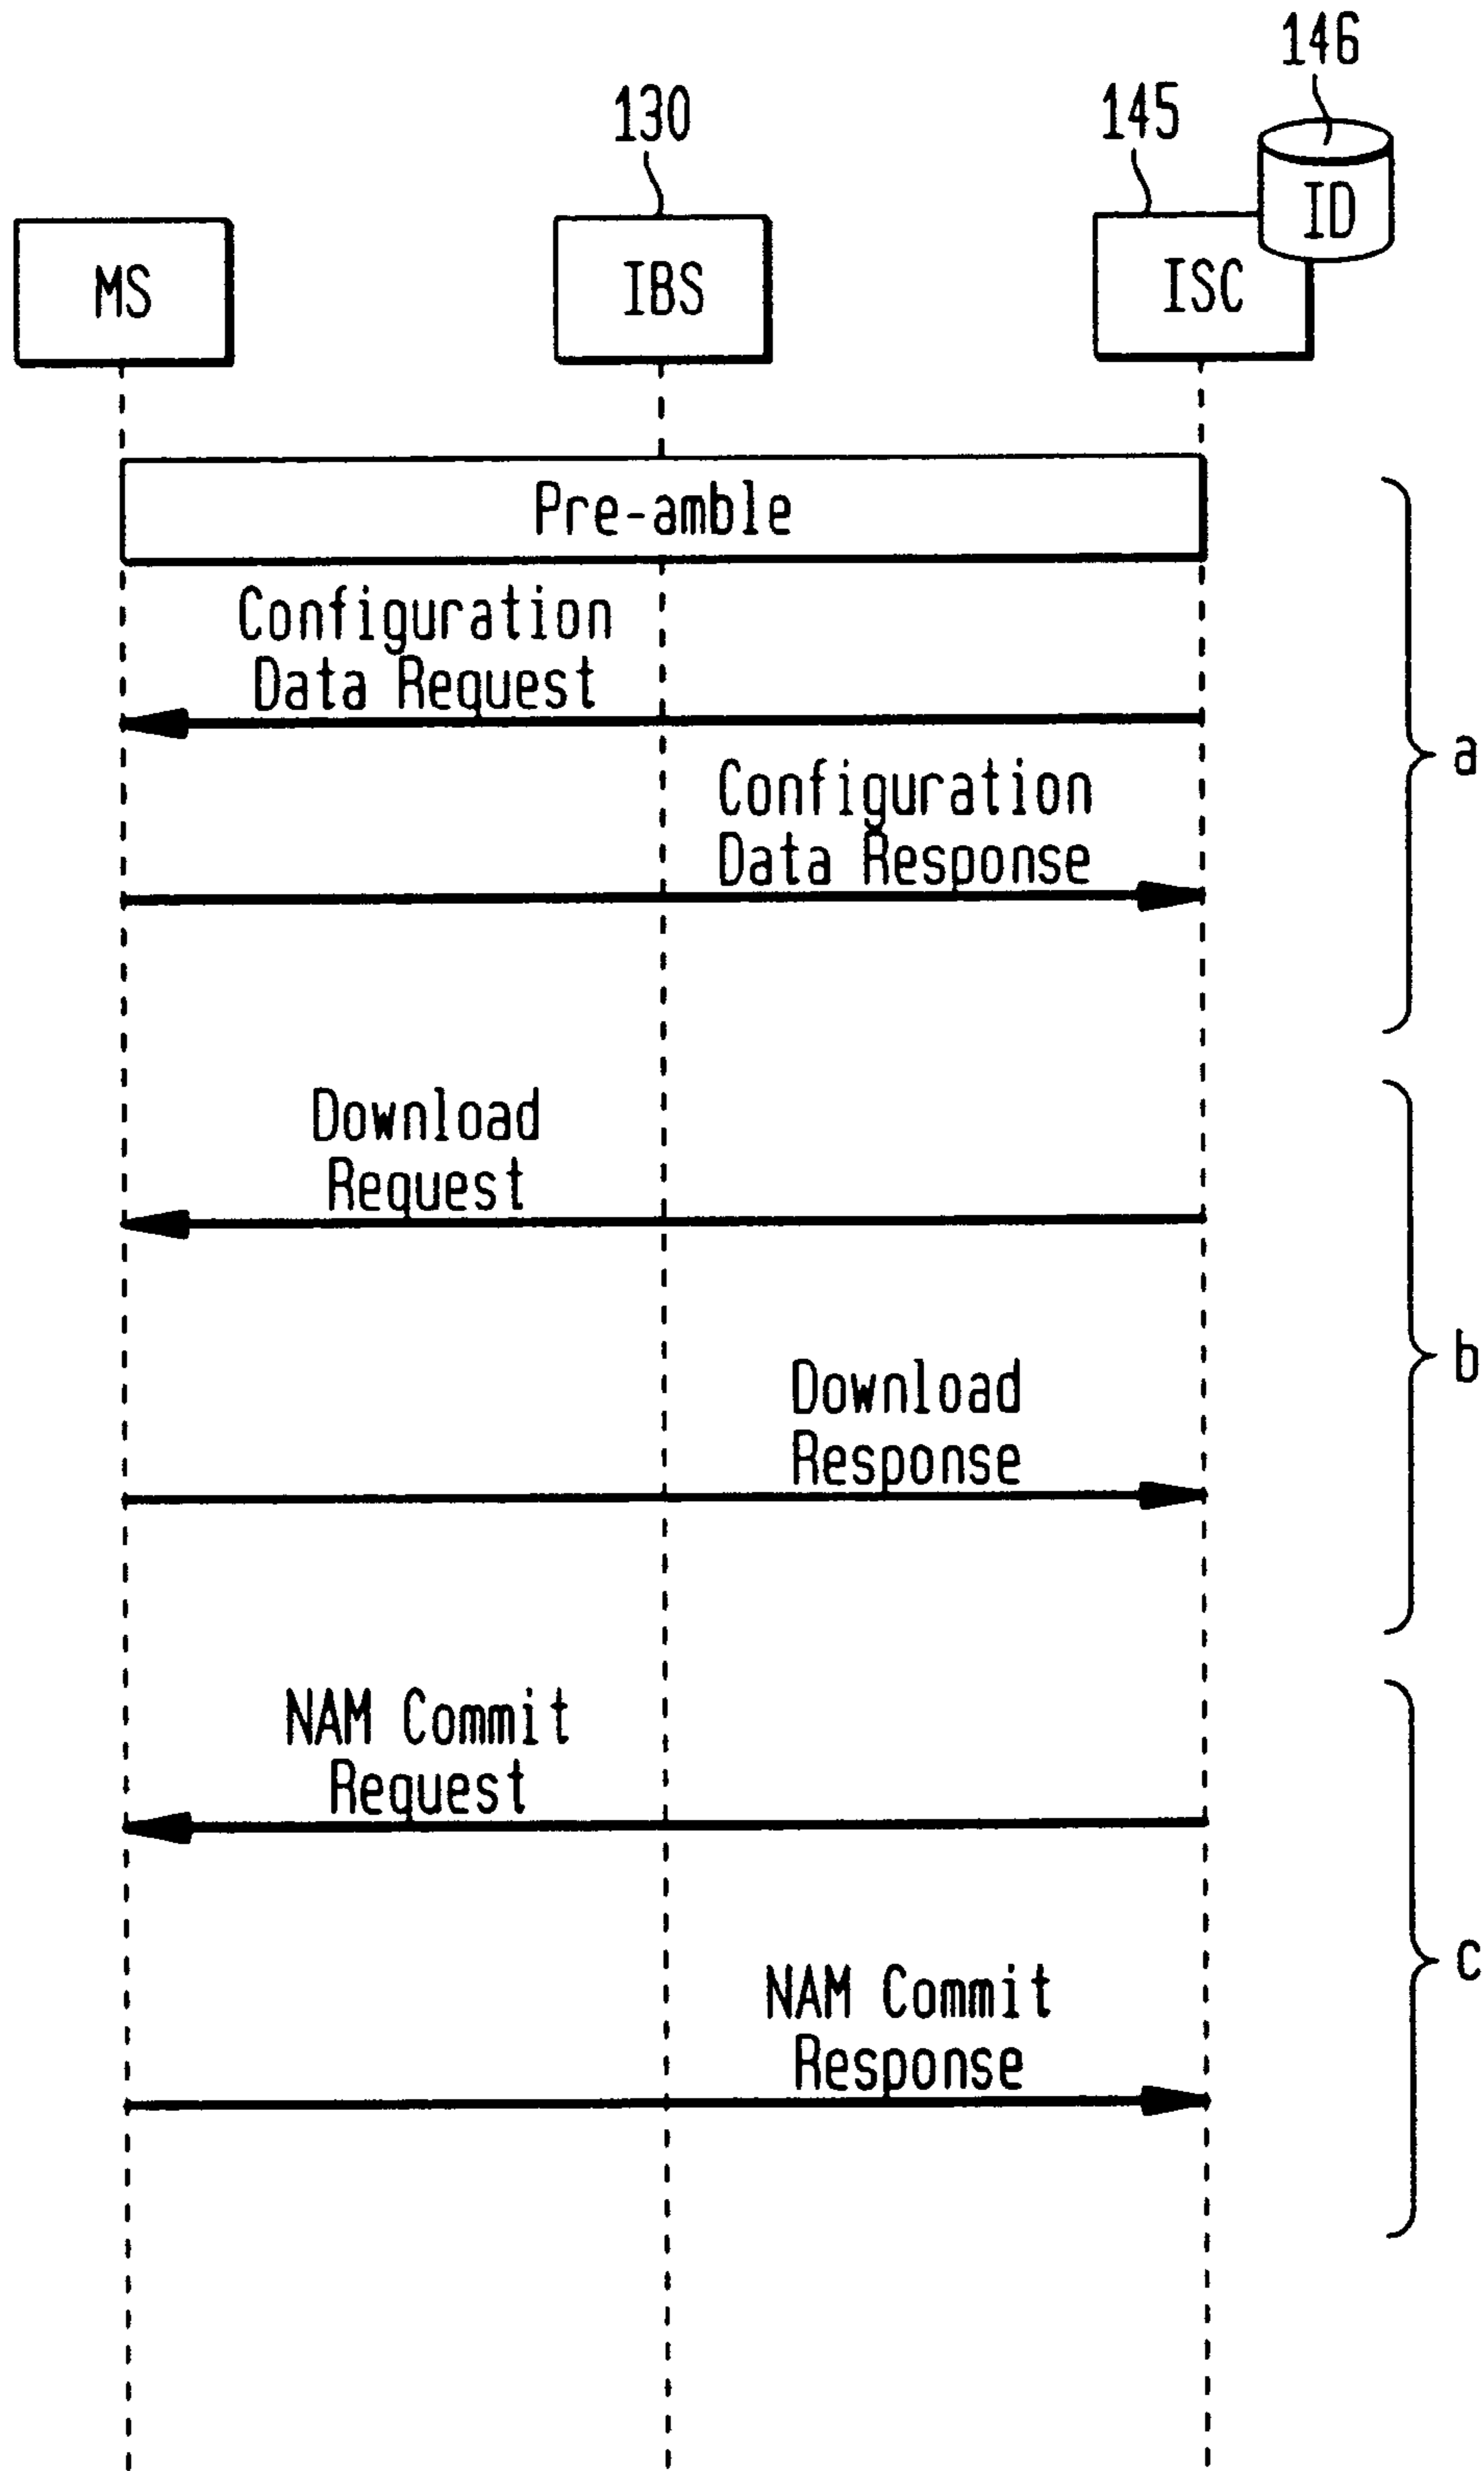 146
130
145
ID
MS
IBS
ISC
Pre-amble
Configuration
Data Request
a
Configuration
Data Response
Download
Request
b
Download
Response
NAM Commit
Request
c
NAM Commit
Response